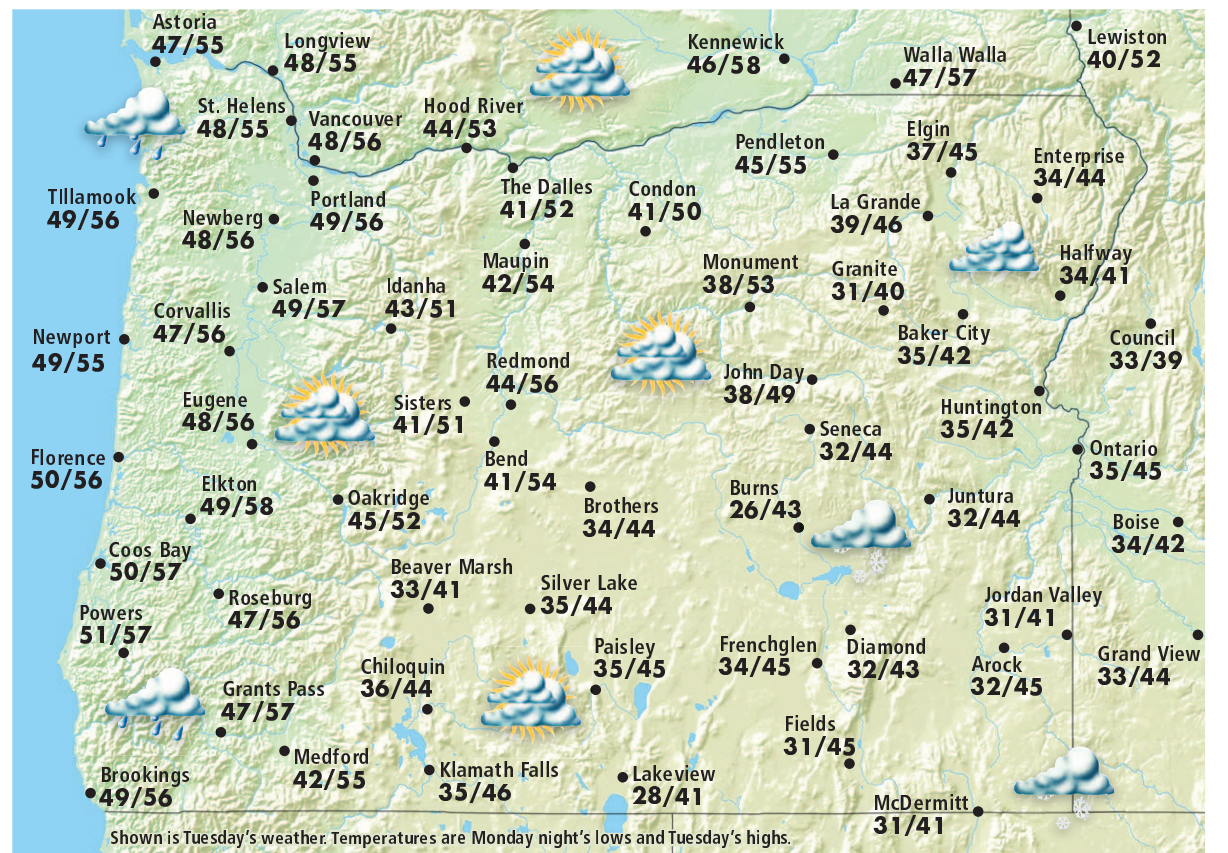 Astoria
47/55
Longview
48/55
Kennewick
46/58
Walla Walla
47/57
Lewiston
40/52
St. Helens
48/55
Vancouver
48/56
Hood River
44/53
Pendleton
45/55
Elgin
37/45
Enterprise
34/44
TIllamook
49/56
Newberg
48/56
Portland
49/56
The Dalles
41/52
Condon
41/50
La Grande
39/46
Maupin
42/54
Monument
38/53
Granite
31/40
Halfway
34/41
Salem
49/57
Idanha
43/51
Corvallis
47/56
Newport
49/55
Baker City
35/42
Council
33/39
Redmond
44/56
John Day
38/49
Eugene
48/56
Sisters
41/51
Huntington
35/42
Seneca
32/44
Ontario
35/45
Florence
50/56
Bend
41/54
Elkton
49/58
Oakridge
45/52
Brothers
34/44
Burns
26/43
Juntura
32/44
Boise
34/42
Coos Bay
50/57
Beaver Marsh
33/41
Silver Lake
35/44
Roseburg
47/56
Jordan Valley
31/41
Powers
51/57
Paisley
35/45
Frenchglen
34/45
Diamond
32/43
Arock
32/45
Grand View
33/44
Chiloquin
36/44
Grants Pass
47/57
Fields
31/45
Medford
42/55
Klamath Falls
35/46
Lakeview
28/41
Brookings
49/56
McDermitt
31/41
Shown is Tuesday's weather. Temperatures are Monday night's lows and Tuesday's highs.